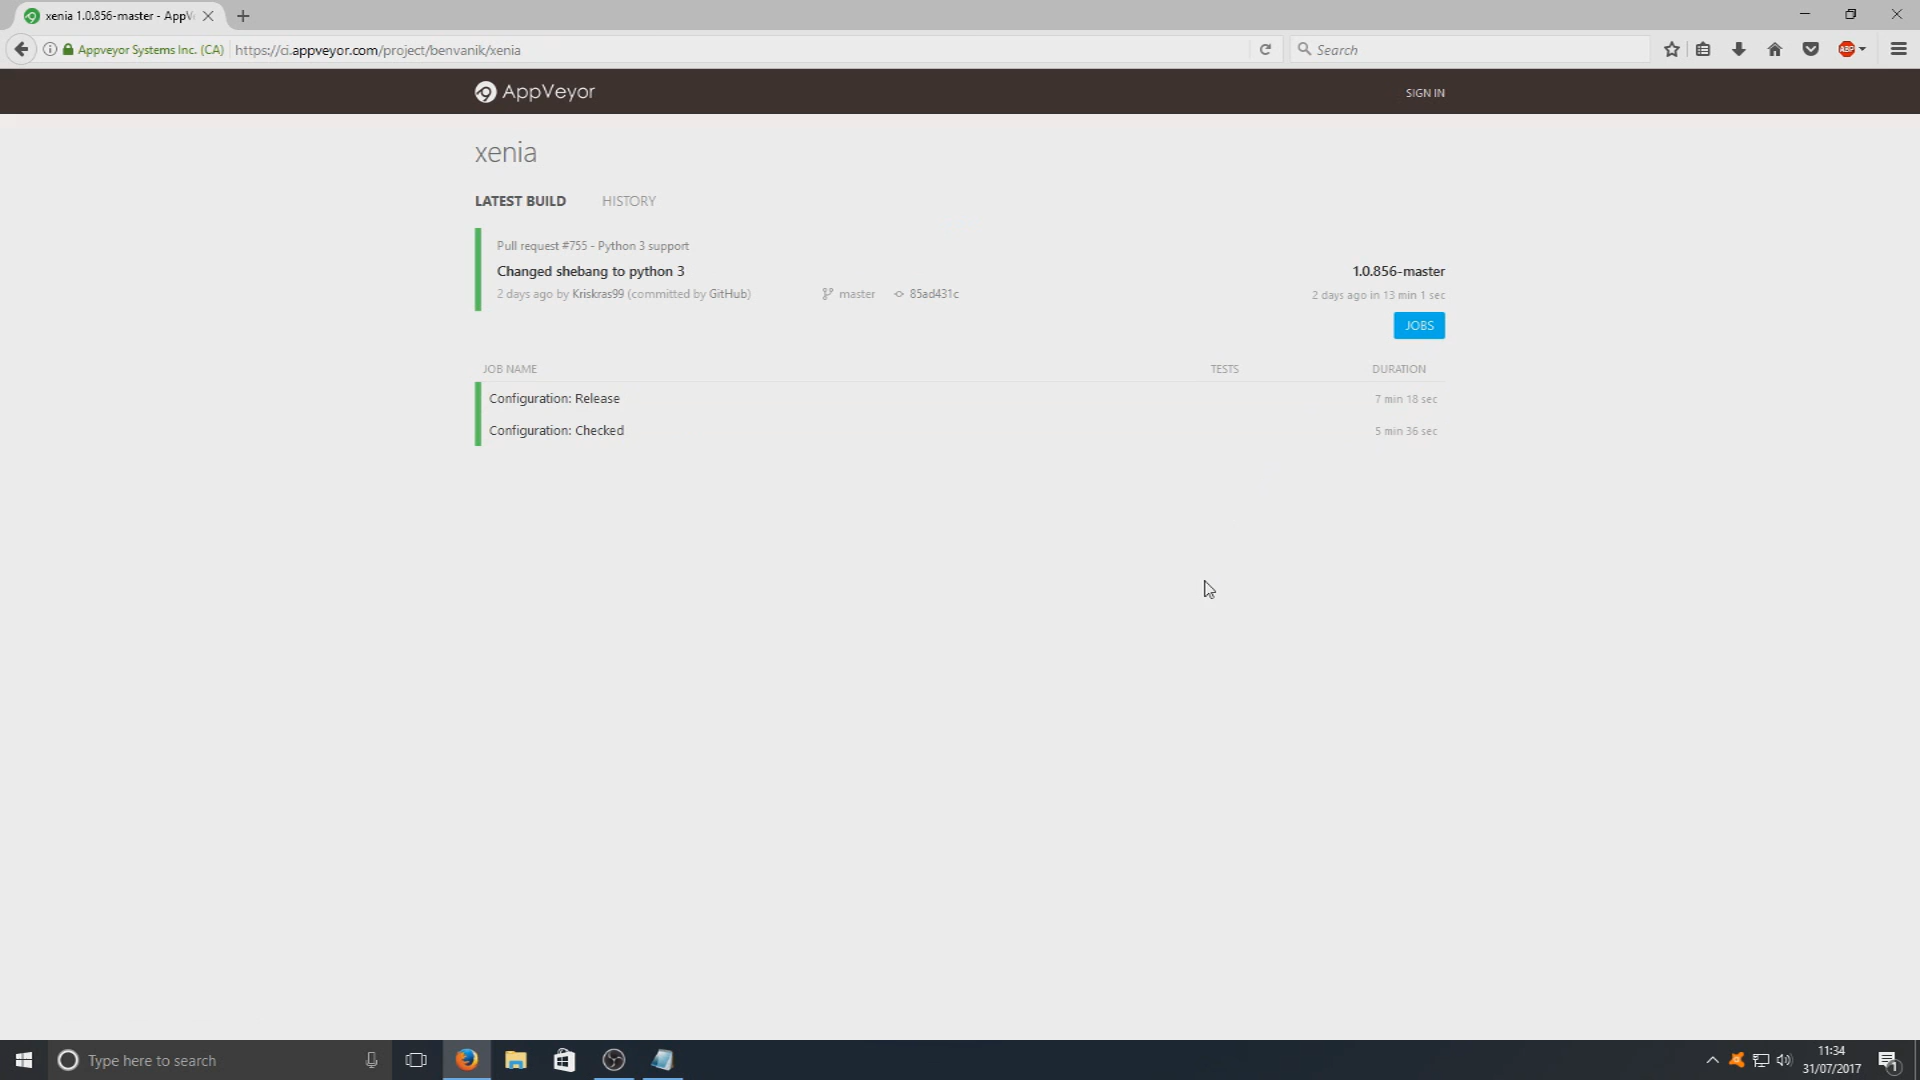 xenia 1.0.856-master - AppV
Appveyor Systems Inc. (CA)
https://ci.appveyor.com/project/benvanik/xenia
Search
ABP
AppVeyor
SIGN IN
xenia
LATEST BUILD
HISTORY
Pull request #755 - Python 3 support
Changed shebang to python 3
1.0.856-master
2 days ago by Kriskras99 (committed by GitHub)
master
85ad431c
2 days ago in 13 min 1 sec
JOBS
JOB NAME
TESTS
DURATION
Configuration: Release
7 min 18 sec
Configuration: Checked
5 min 36 sec
Type here to search
11:34
31/07/2017
1